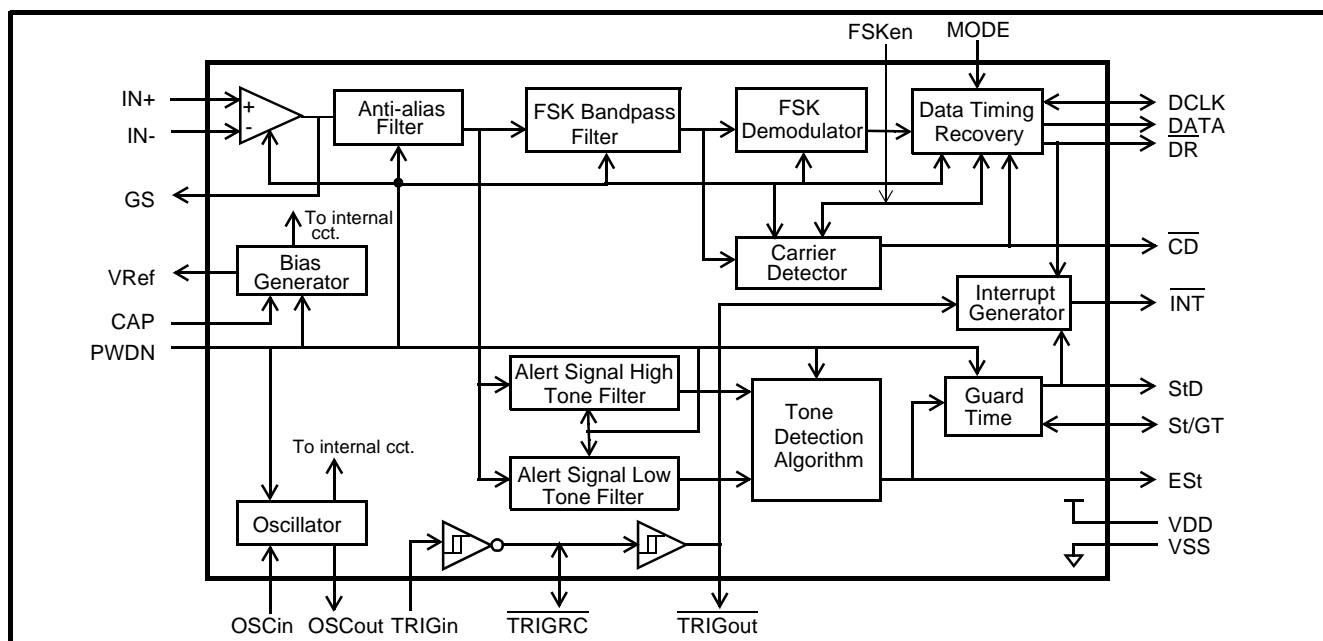 FSKen
MODE
IN+
IN-
GS
VRef
CAP
PWDN
+
-
Anti-alias
Filter
FSK Bandpass
Filter
FSK
Demodulator
Data Timing
Recovery
DCLK
DATA
DR
To internal
cct.
Bias
Generator
Carrier
Detector
CD
Interrupt
Generator
INT
Alert Signal High
Tone Filter
Alert Signal Low
Tone Filter
Tone
Detection
Algorithm
Guard
Time
StD
St/GT
ESt
To internal cct.
Oscillator
VDD
VSS
OSCin
OSCout
TRIGin
TRIGRC
TRIGout